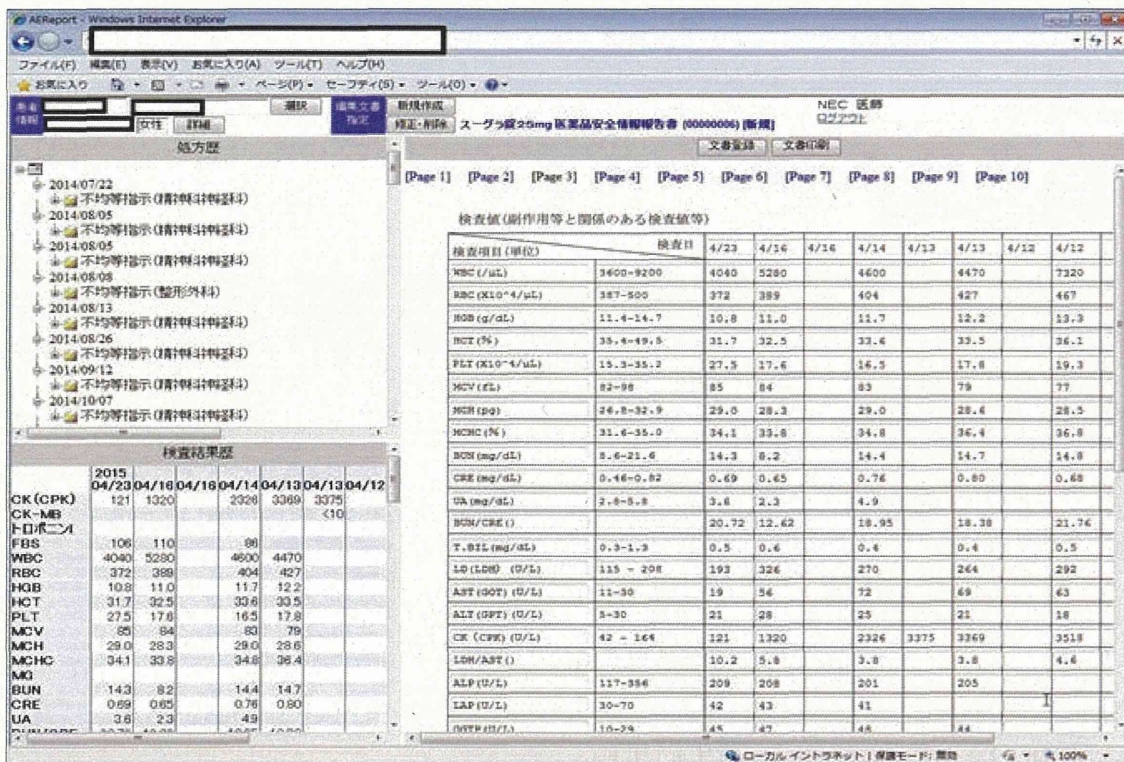 AEReport - Windows Internet Explorer
ファイル(F) 編集(E) 表示(V) お気に入り(A) ツール(T) ヘルプ(H)
お気に入り ページ(P) セーフティ(S) ツール(O)
患者情報 女性 詳細 選択 編集文書指定 新規作成 修正・削除 スーグラ錠25mg 医薬品安全情報報告書 (00000006) [新規] NEC 医師 ログアウト
処方歴
2014/07/22
不均等指示(精神科神経科)
2014/08/05
不均等指示(精神科神経科)
2014/08/05
不均等指示(精神科神経科)
2014/08/08
不均等指示(整形外科)
2014/08/13
不均等指示(精神科神経科)
2014/08/26
不均等指示(精神科神経科)
2014/09/12
不均等指示(精神科神経科)
2014/10/07
不均等指示(精神科神経科)
検査結果歴
2015
04/23 04/16 04/16 04/14 04/13 04/13 04/12
CK(CPK) 121 1320 2326 3369 3375
CK-MB <10
トロポニンI
FBS 106 110 86
WBC 4040 5280 4600 4470
RBC 372 389 404 427
HGB 10.8 11.0 11.7 12.2
HCT 31.7 32.5 33.6 33.5
PLT 27.5 17.6 16.5 17.8
MCV 85 84 83 79
MCH 29.0 28.3 29.0 28.6
MCHC 34.1 33.8 34.8 36.4
MG
BUN 14.3 8.2 14.4 14.7
CRE 0.69 0.65 0.76 0.80
UA 3.6 2.3 4.9
文書登録 文書印刷
[Page 1] [Page 2] [Page 3] [Page 4] [Page 5] [Page 6] [Page 7] [Page 8] [Page 9] [Page 10]
検査値(副作用等と関係のある検査値等)
検査項目(単位) 検査日 4/23 4/16 4/16 4/14 4/13 4/13 4/12 4/12
WBC(/μL) 3600-9200 4040 5280 4600 4470 7320
RBC(X10^4/μL) 387-500 372 389 404 427 467
HGB(g/dL) 11.4-14.7 10.8 11.0 11.7 12.2 13.3
HCT(%) 35.4-49.5 31.7 32.5 33.6 33.5 36.1
PLT(X10^4/μL) 15.3-35.2 27.5 17.6 16.5 17.8 19.3
MCV(fL) 82-98 85 84 83 79 77
MCH(pg) 26.8-32.9 29.0 28.3 29.0 28.6 28.5
MCHC(%) 31.6-35.0 34.1 33.8 34.8 36.4 36.8
BUN(mg/dL) 8.6-21.6 14.3 8.2 14.4 14.7 14.8
CRE(mg/dL) 0.46-0.82 0.69 0.65 0.76 0.80 0.68
UA(mg/dL) 2.8-5.8 3.6 2.3 4.9
BUN/CRE() 20.72 12.62 18.95 18.38 21.76
T.BIL(mg/dL) 0.3-1.3 0.5 0.6 0.4 0.4 0.5
LD(LDH) (U/L) 115 - 208 193 326 270 264 292
AST(GOT)(U/L) 11-30 19 56 72 69 63
ALT(GPT)(U/L) 5-30 21 28 25 21 18
CK (CPK)(U/L) 42 - 164 121 1320 2326 3375 3369 3518
LDH/AST() 10.2 5.8 3.8 3.8 4.6
ALP(U/L) 117-356 209 208 201 205
LAP(U/L) 30-70 42 43 41
GGTP(U/L) 10-29 45 47 44
ローカル イントラネット | 保護モード: 無効 100%